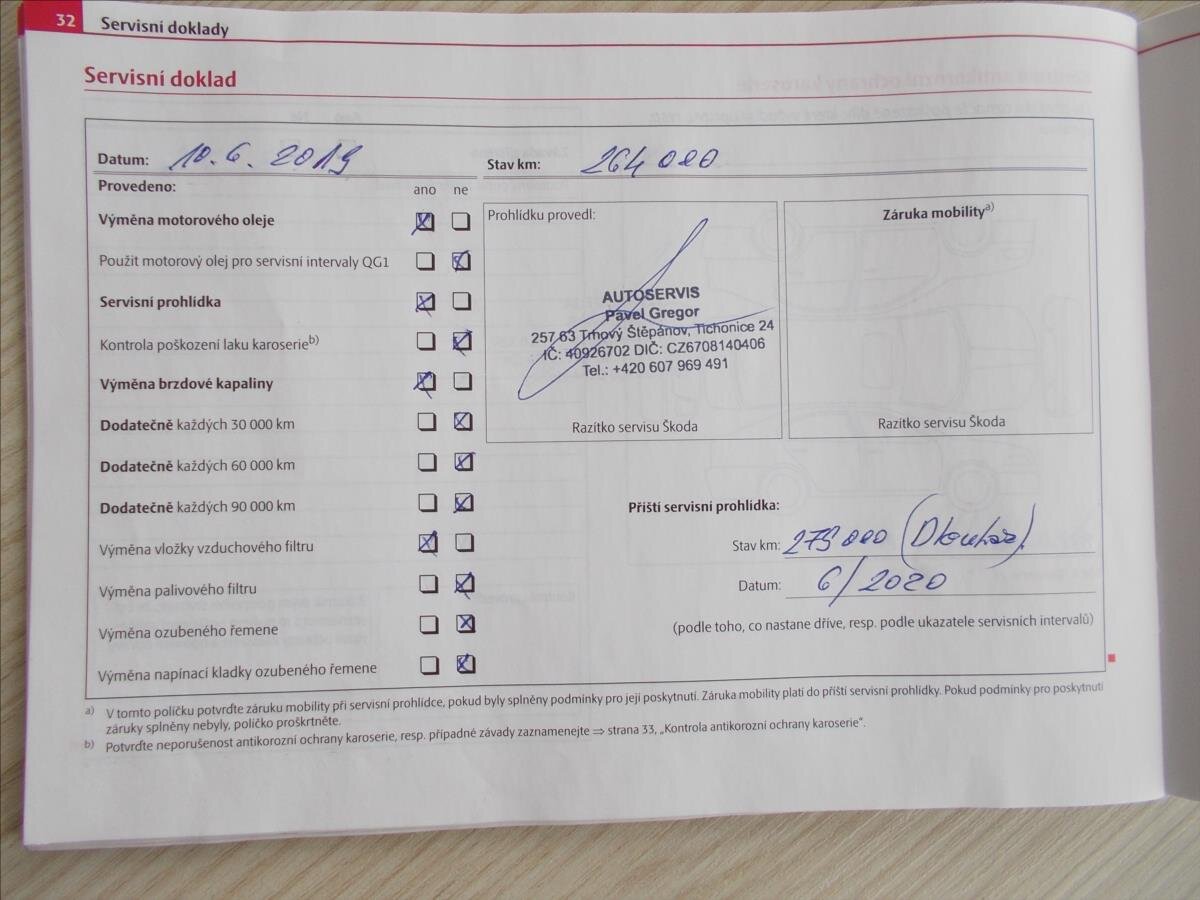 32 Servisní doklady
Servisní doklad
Datum: 10. 6. 2019 Stav km: 264 000
Provedeno: ano ne
Výměna motorového oleje
Použit motorový olej pro servisní intervaly QG1
Servisní prohlídka
Kontrola poškození laku karoserie b)
Výměna brzdové kapaliny
Dodatečně každých 30 000 km
Dodatečně každých 60 000 km
Dodatečně každých 90 000 km
Výměna vložky vzduchového filtru
Výměna palivového filtru
Výměna ozubeného řemene
Výměna napínací kladky ozubeného řemene
Prohlídku provedl:
AUTOSERVIS
Pavel Gregor
257 63 Trhový Štěpánov, Tichonice 24
IČ: 40926702 DIČ: CZ6708140406
Tel.: +420 607 969 491
Razítko servisu Škoda
Záruka mobility a)
Razítko servisu Škoda
Příští servisní prohlídka:
Stav km: 279 000
Datum: 6/2020
(podle toho, co nastane dříve, resp. podle ukazatele servisních intervalů)
a) V tomto políčku potvrďte záruku mobility při servisní prohlídce, pokud byly splněny podmínky pro její poskytnutí. Záruka mobility platí do příští servisní prohlídky. Pokud podmínky pro poskytnutí
záruky splněny nebyly, políčko proškrtněte.
b) Potvrďte neporušenost antikorozní ochrany karoserie, resp. případné závady zaznamenejte ⇒ strana 33, „Kontrola antikorozní ochrany karoserie“.